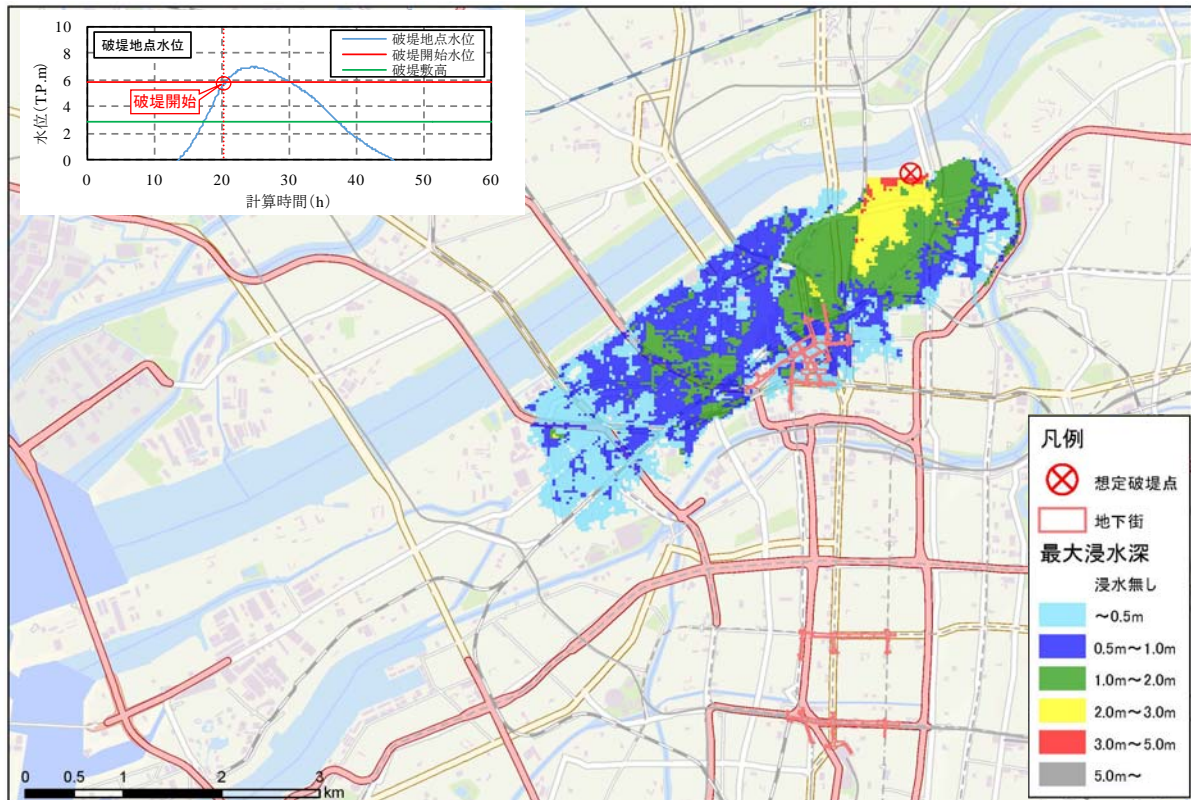 破堤地点水位
破堤地点水位
破堤開始水位
破堤敷高
破堤開始
水位(T.P.m)
10
8
6
4
2
0
0 10 20 30 40 50 60
計算時間(h)
凡例
想定破堤点
地下街
最大浸水深
浸水無し
～0.5m
0.5m～1.0m
1.0m～2.0m
2.0m～3.0m
3.0m～5.0m
5.0m～
0 0.5 1 2 3
km